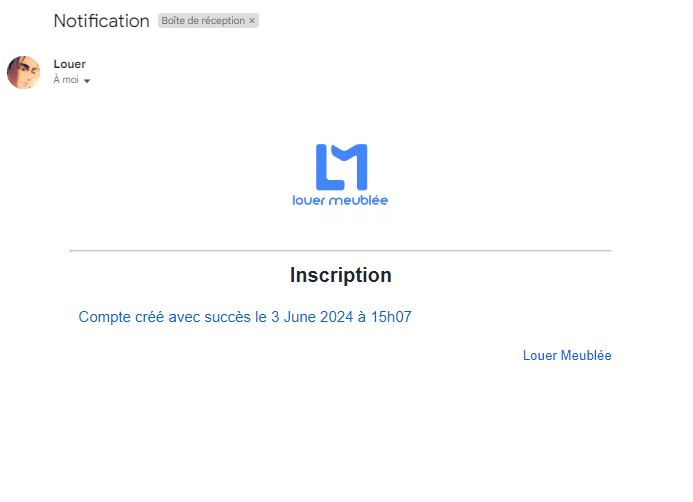 Notification Boîte de réception ×
Louer
À moi
louer meublée
Inscription
Compte créé avec succès le 3 June 2024 à 15h07
Louer Meublée